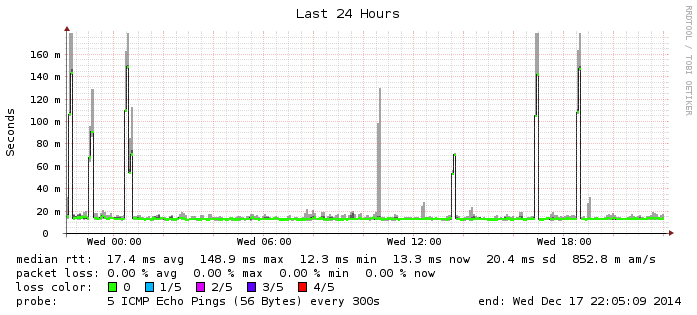 Last 24 Hours
RRDTOOL / TOBI OETIKER
Seconds
160 m
140 m
120 m
100 m
80 m
60 m
40 m
20 m
0
Wed 00:00 Wed 06:00 Wed 12:00 Wed 18:00
median rtt: 17.4 ms avg 148.9 ms max 12.3 ms min 13.3 ms now 20.4 ms sd 852.8 m am/s
packet loss: 0.00 % avg 0.00 % max 0.00 % min 0.00 % now
loss color: 0 1/5 2/5 3/5 4/5
probe: 5 ICMP Echo Pings (56 Bytes) every 300s end: Wed Dec 17 22:05:09 2014